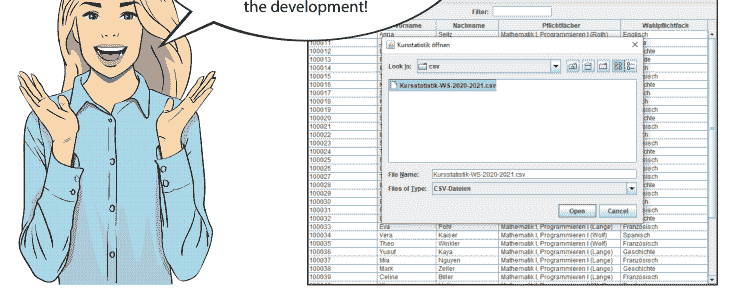 the development!
Filter:
Vorname Nachname Pflichtfächer Wahlpflichtfach
Anna Seitz Mathematik I, Programmieren I (Roth) Englisch
100011
100012
100013
100014
100015
100016
100017
100018
100019
100020
100021
100022
100023
100024
100025
100026
100027
100028
100029
100030
100031
100032
Kursstatistik öffnen
Look In: csv
Kursstatistik-WS-2020-2021.csv
File Name: Kursstatistik-WS-2020-2021.csv
Files of Type: CSV-Dateien
Open Cancel
100033 Eva Pohl Mathematik I, Programmieren I (Lange) Französisch
100034 Vera Kaiser Mathematik I, Programmieren I (Wolf) Spanisch
100035 Theo Winkler Mathematik I, Programmieren I (Wolf) Französisch
100036 Yusuf Kaya Mathematik I, Programmieren I (Lange) Geschichte
100037 Mia Nguyen Mathematik I, Programmieren I (Lange) Französisch
100038 Mark Zeller Mathematik I, Programmieren I (Lange) Geschichte
100039 Celine Bitter Mathematik I, Programmieren I (Lange) Französisch